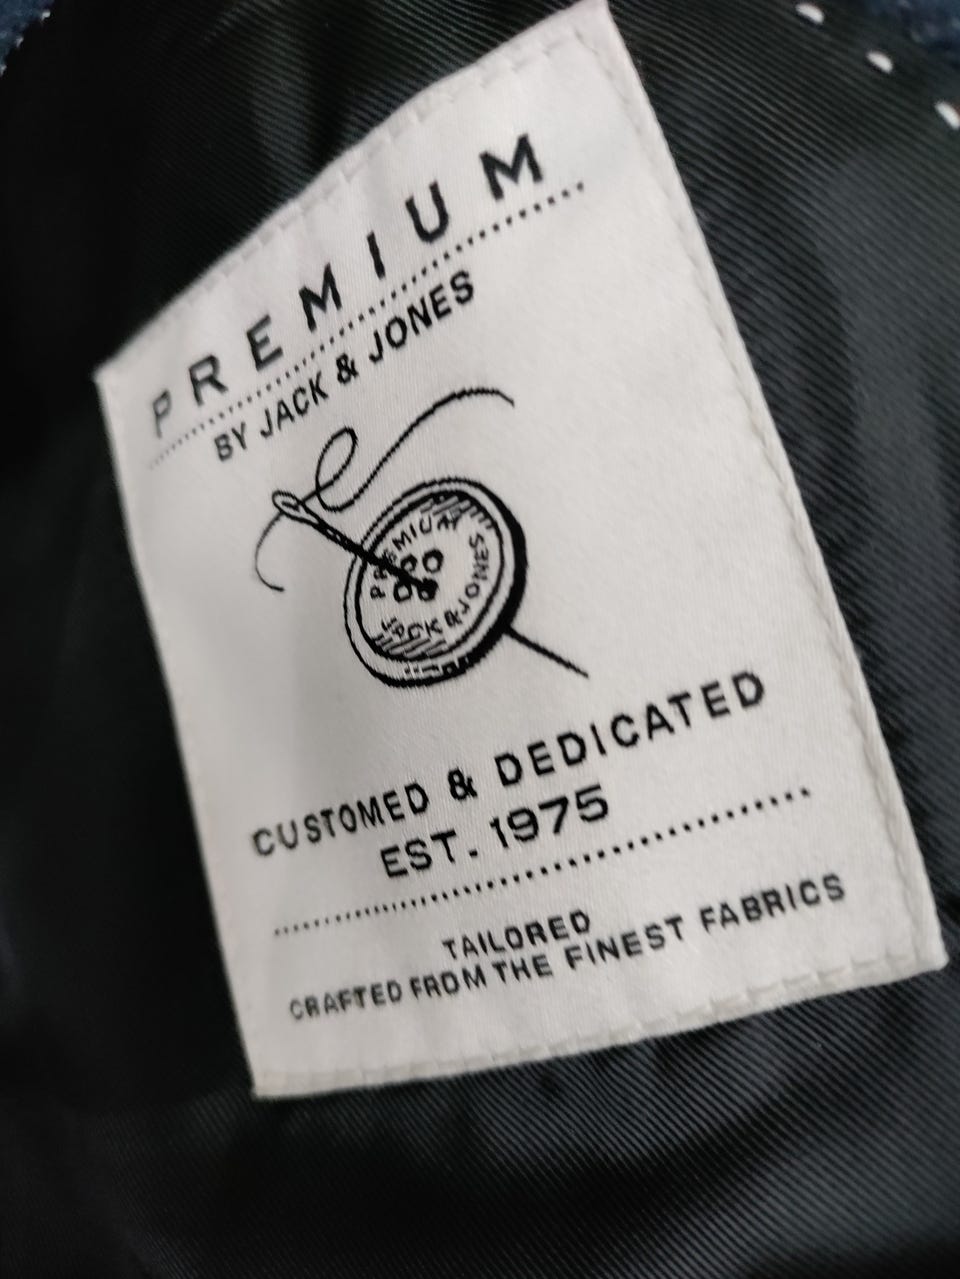 PREMIUM
BY JACK & JONES
PREMIUM
JACK & JONES
CUSTOMED & DEDICATED
EST. 1975
TAILORED
CRAFTED FROM THE FINEST FABRICS